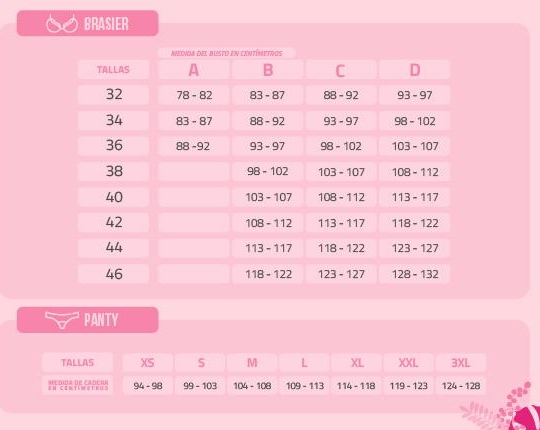 BRASIER
MEDIDA DEL BUSTO EN CENTÍMETROS
TALLAS A B C D
32 78 - 82 83 - 87 88 - 92 93 - 97
34 83 - 87 88 - 92 93 - 97 98 - 102
36 88 -92 93 - 97 98 - 102 103 - 107
38 98 - 102 103 - 107 108 - 112
40 103 - 107 108 - 112 113 - 117
42 108 - 112 113 - 117 118 - 122
44 113 - 117 118 - 122 123 - 127
46 118 - 122 123 - 127 128 - 132
PANTY
TALLAS XS S M L XL XXL 3XL
MEDIDA DE CADERA
EN CENTÍMETROS
94 - 98 99 - 103 104 - 108 109 - 113 114 - 118 119 - 123 124 - 128